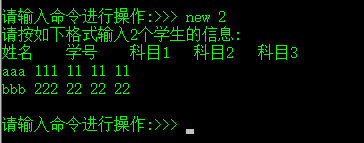 请输入命令进行操作:>>> new 2
请按如下格式输入2个学生的信息:
姓名 学号 科目1 科目2 科目3
aaa 111 11 11 11
bbb 222 22 22 22
请输入命令进行操作:>>>